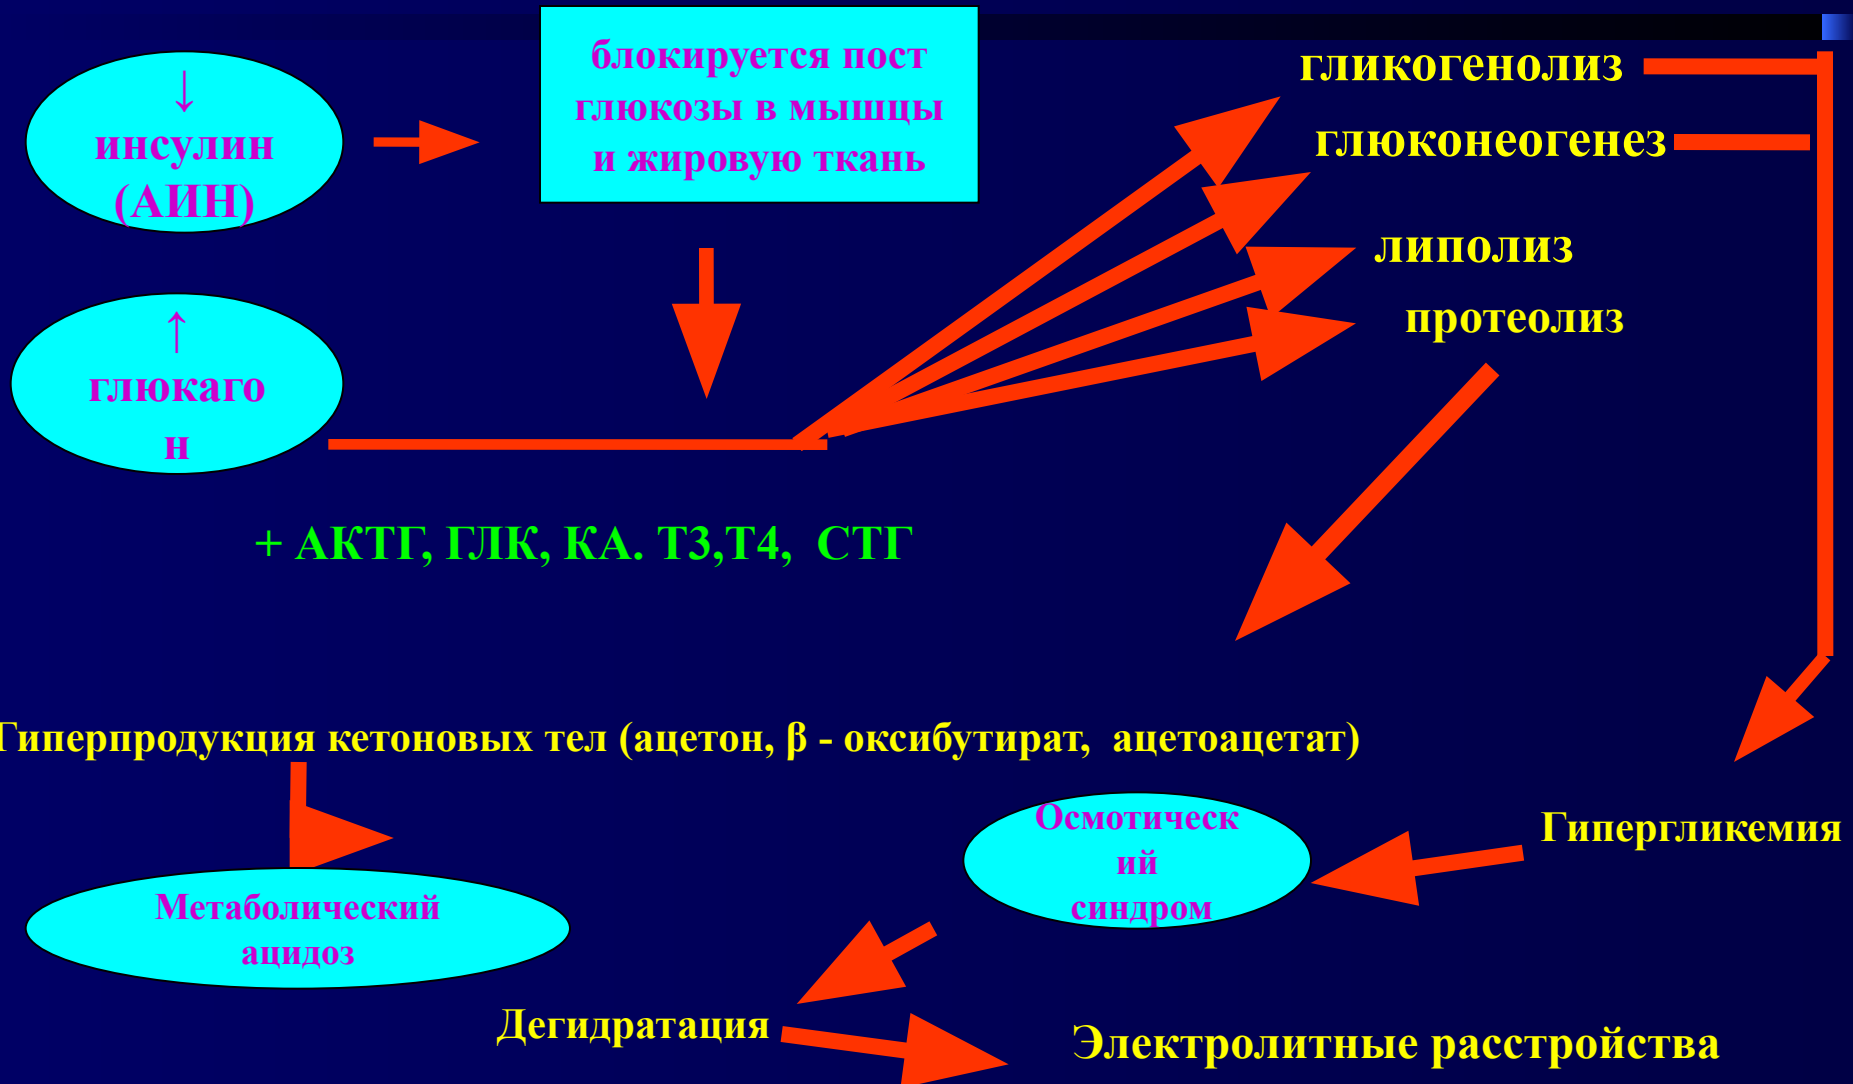 ↓
инсулин
(АИН)
блокируется пост
глюкозы в мышцы
и жировую ткань
гликогенолиз
глюконеогенез
липолиз
протеолиз
↑
глюкаго
н
+ АКТГ, ГЛК, КА. Т3,Т4, СТГ
Гиперпродукция кетоновых тел (ацетон, β - оксибутират, ацетоацетат)
Гипергликемия
Осмотическ
ий
синдром
Метаболический
ацидоз
Дегидратация
Электролитные расстройства